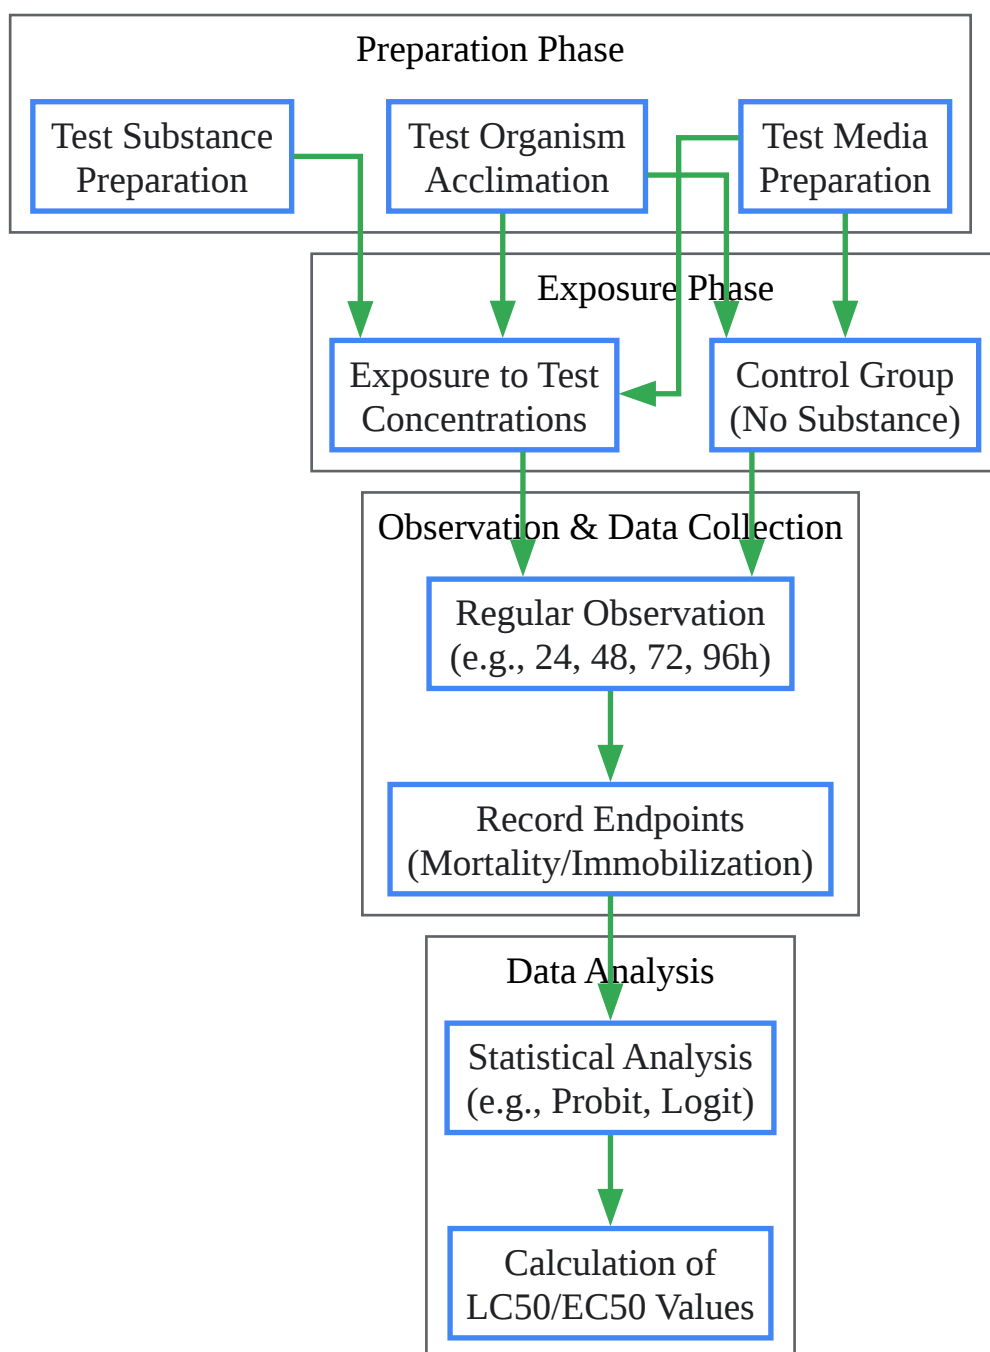 Preparation Phase
Test Substance
Preparation
Test Organism
Acclimation
Test Media
Preparation
Exposure Phase
Exposure to Test
Concentrations
Control Group
(No Substance)
Observation & Data Collection
Regular Observation
(e.g., 24, 48, 72, 96h)
Record Endpoints
(Mortality/Immobilization)
Data Analysis
Statistical Analysis
(e.g., Probit, Logit)
Calculation of
LC50/EC50 Values